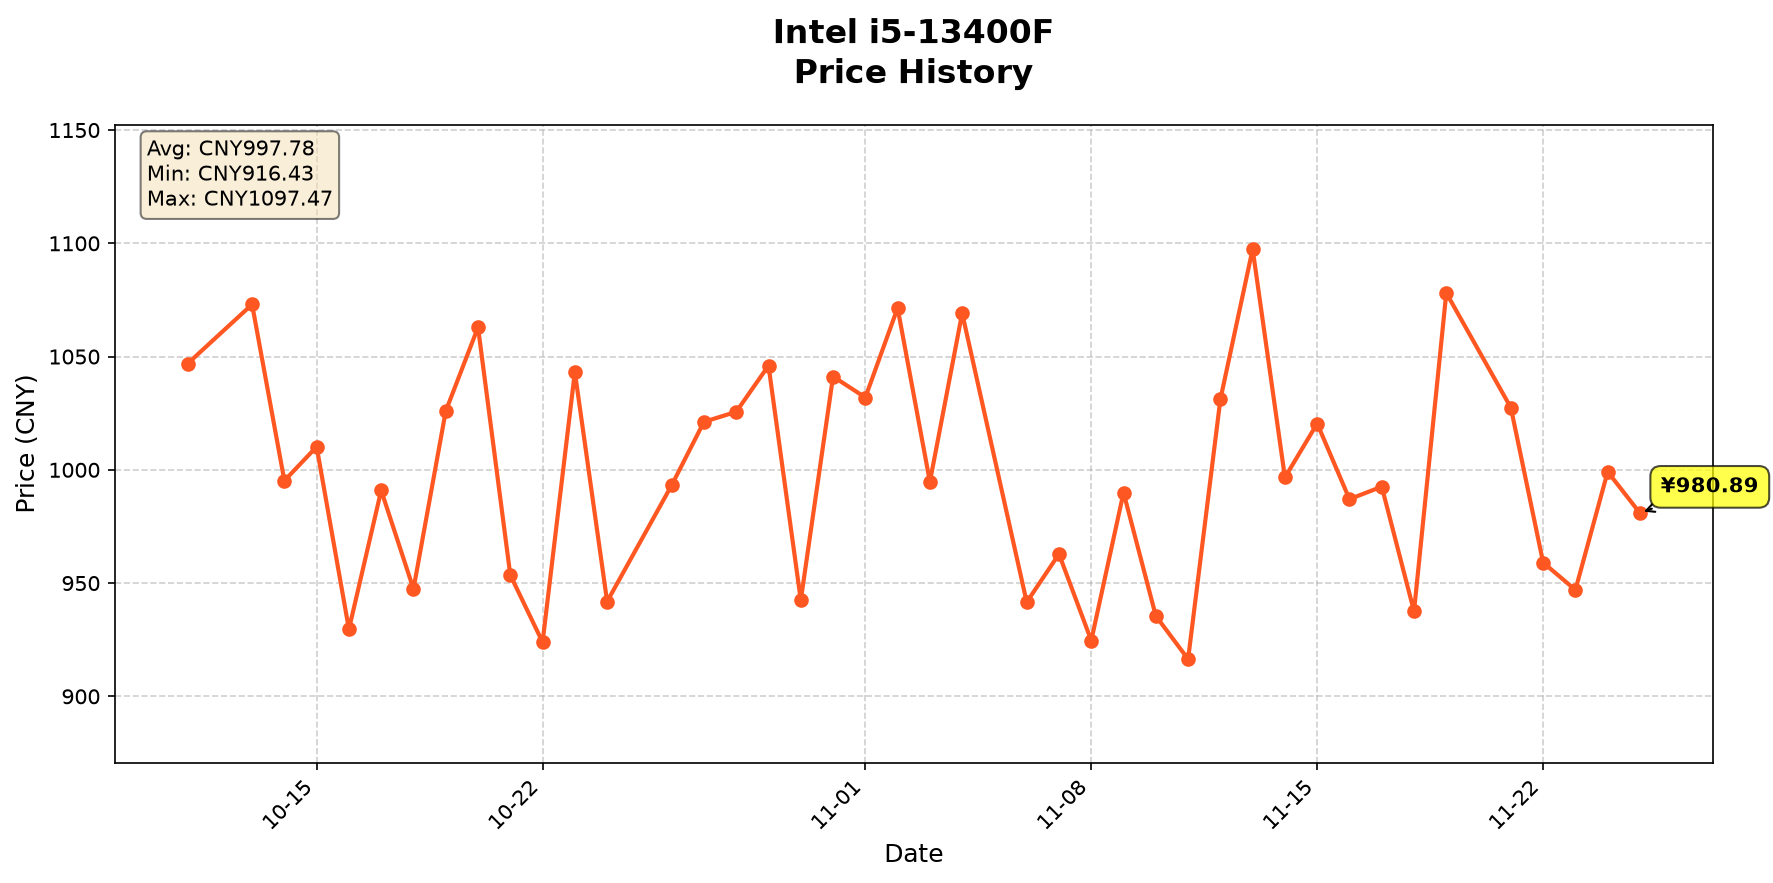 Intel i5-13400F
Price History
Avg: CNY997.78
Min: CNY916.43
Max: CNY1097.47
1150
1100
1050
1000
950
900
Price (CNY)
¥980.89
10-15
10-22
11-01
11-08
11-15
11-22
Date